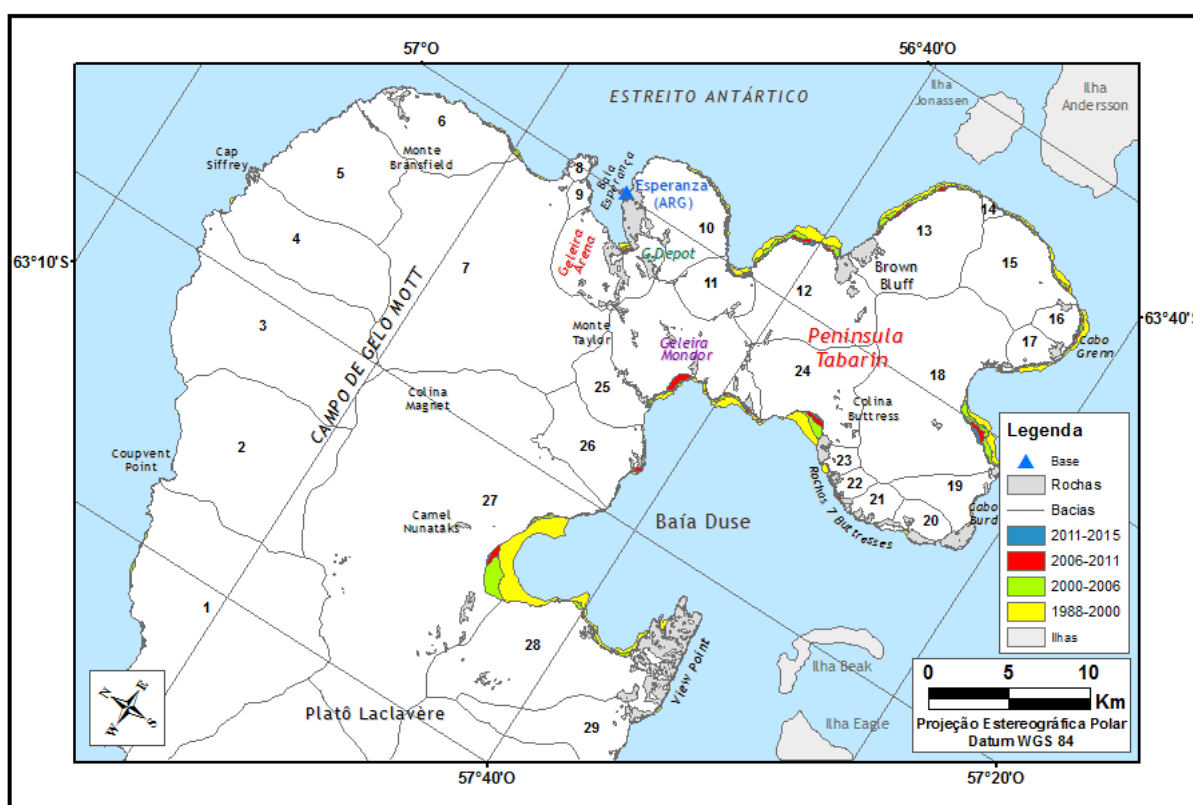 57°O
56°40'O
ESTREITO ANTÁRTICO
Ilha
Jonassen
Ilha
Andersson
6
Cap
Siffrey
Monte
Bransfield
5
8
9
Baía
Esperança
Esperanza
(ARG)
10
14
13
4
7
Geleira
Arena
G.Depot
63°10'S
11
12
Brown
Bluff
15
16
17
Cabo
Grenn
63°40'S
3
CAMPO DE GELO MOTT
Monte
Taylor
Geleira
Mondor
Península
Tabarin
24
18
25
Colina
Magnet
Colina
Buttress
2
Coupvent
Point
26
23
22
21
20
19
Cabo
Burd
Rochas 7 Buttresses
27
Camel
Nunatáks
Baía Duse
1
28
View Point
Platô Laclavère
29
Ilha Beak
Ilha Eagle
N
E
W
S
Legenda
Base
Rochas
Bacias
2011-2015
2006-2011
2000-2006
1988-2000
Ilhas
0 5 10
Km
Projeção Estereográfica Polar
Datum WGS 84
57°40'O
57°20'O